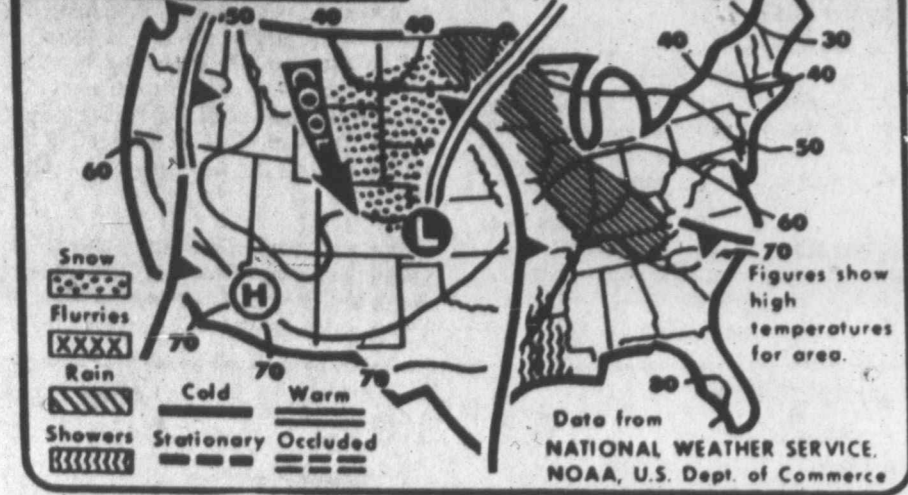 50 40 40
30
40
40
60
50
60
70
COOL
L
H
70
70
70
80
Snow
Flurries
XXXX
Rain
Showers
Cold Warm
Stationary Occluded
Figures show
high
temperatures
for area.
Data from
NATIONAL WEATHER SERVICE.
NOAA, U.S. Dept. of Commerce